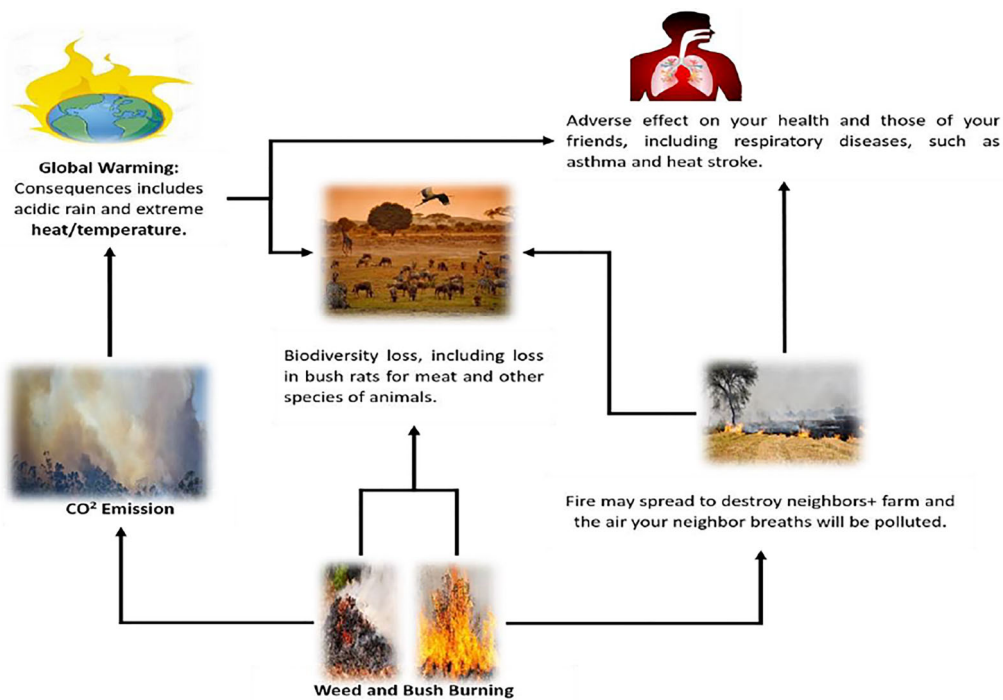 Adverse effect on your health and those of your
friends, including respiratory diseases, such as
asthma and heat stroke.
Global Warming:
Consequences includes
acidic rain and extreme
heat/temperature.
Biodiversity loss, including loss
in bush rats for meat and other
species of animals.
CO² Emission
Fire may spread to destroy neighbors+ farm and
the air your neighbor breaths will be polluted.
Weed and Bush Burning